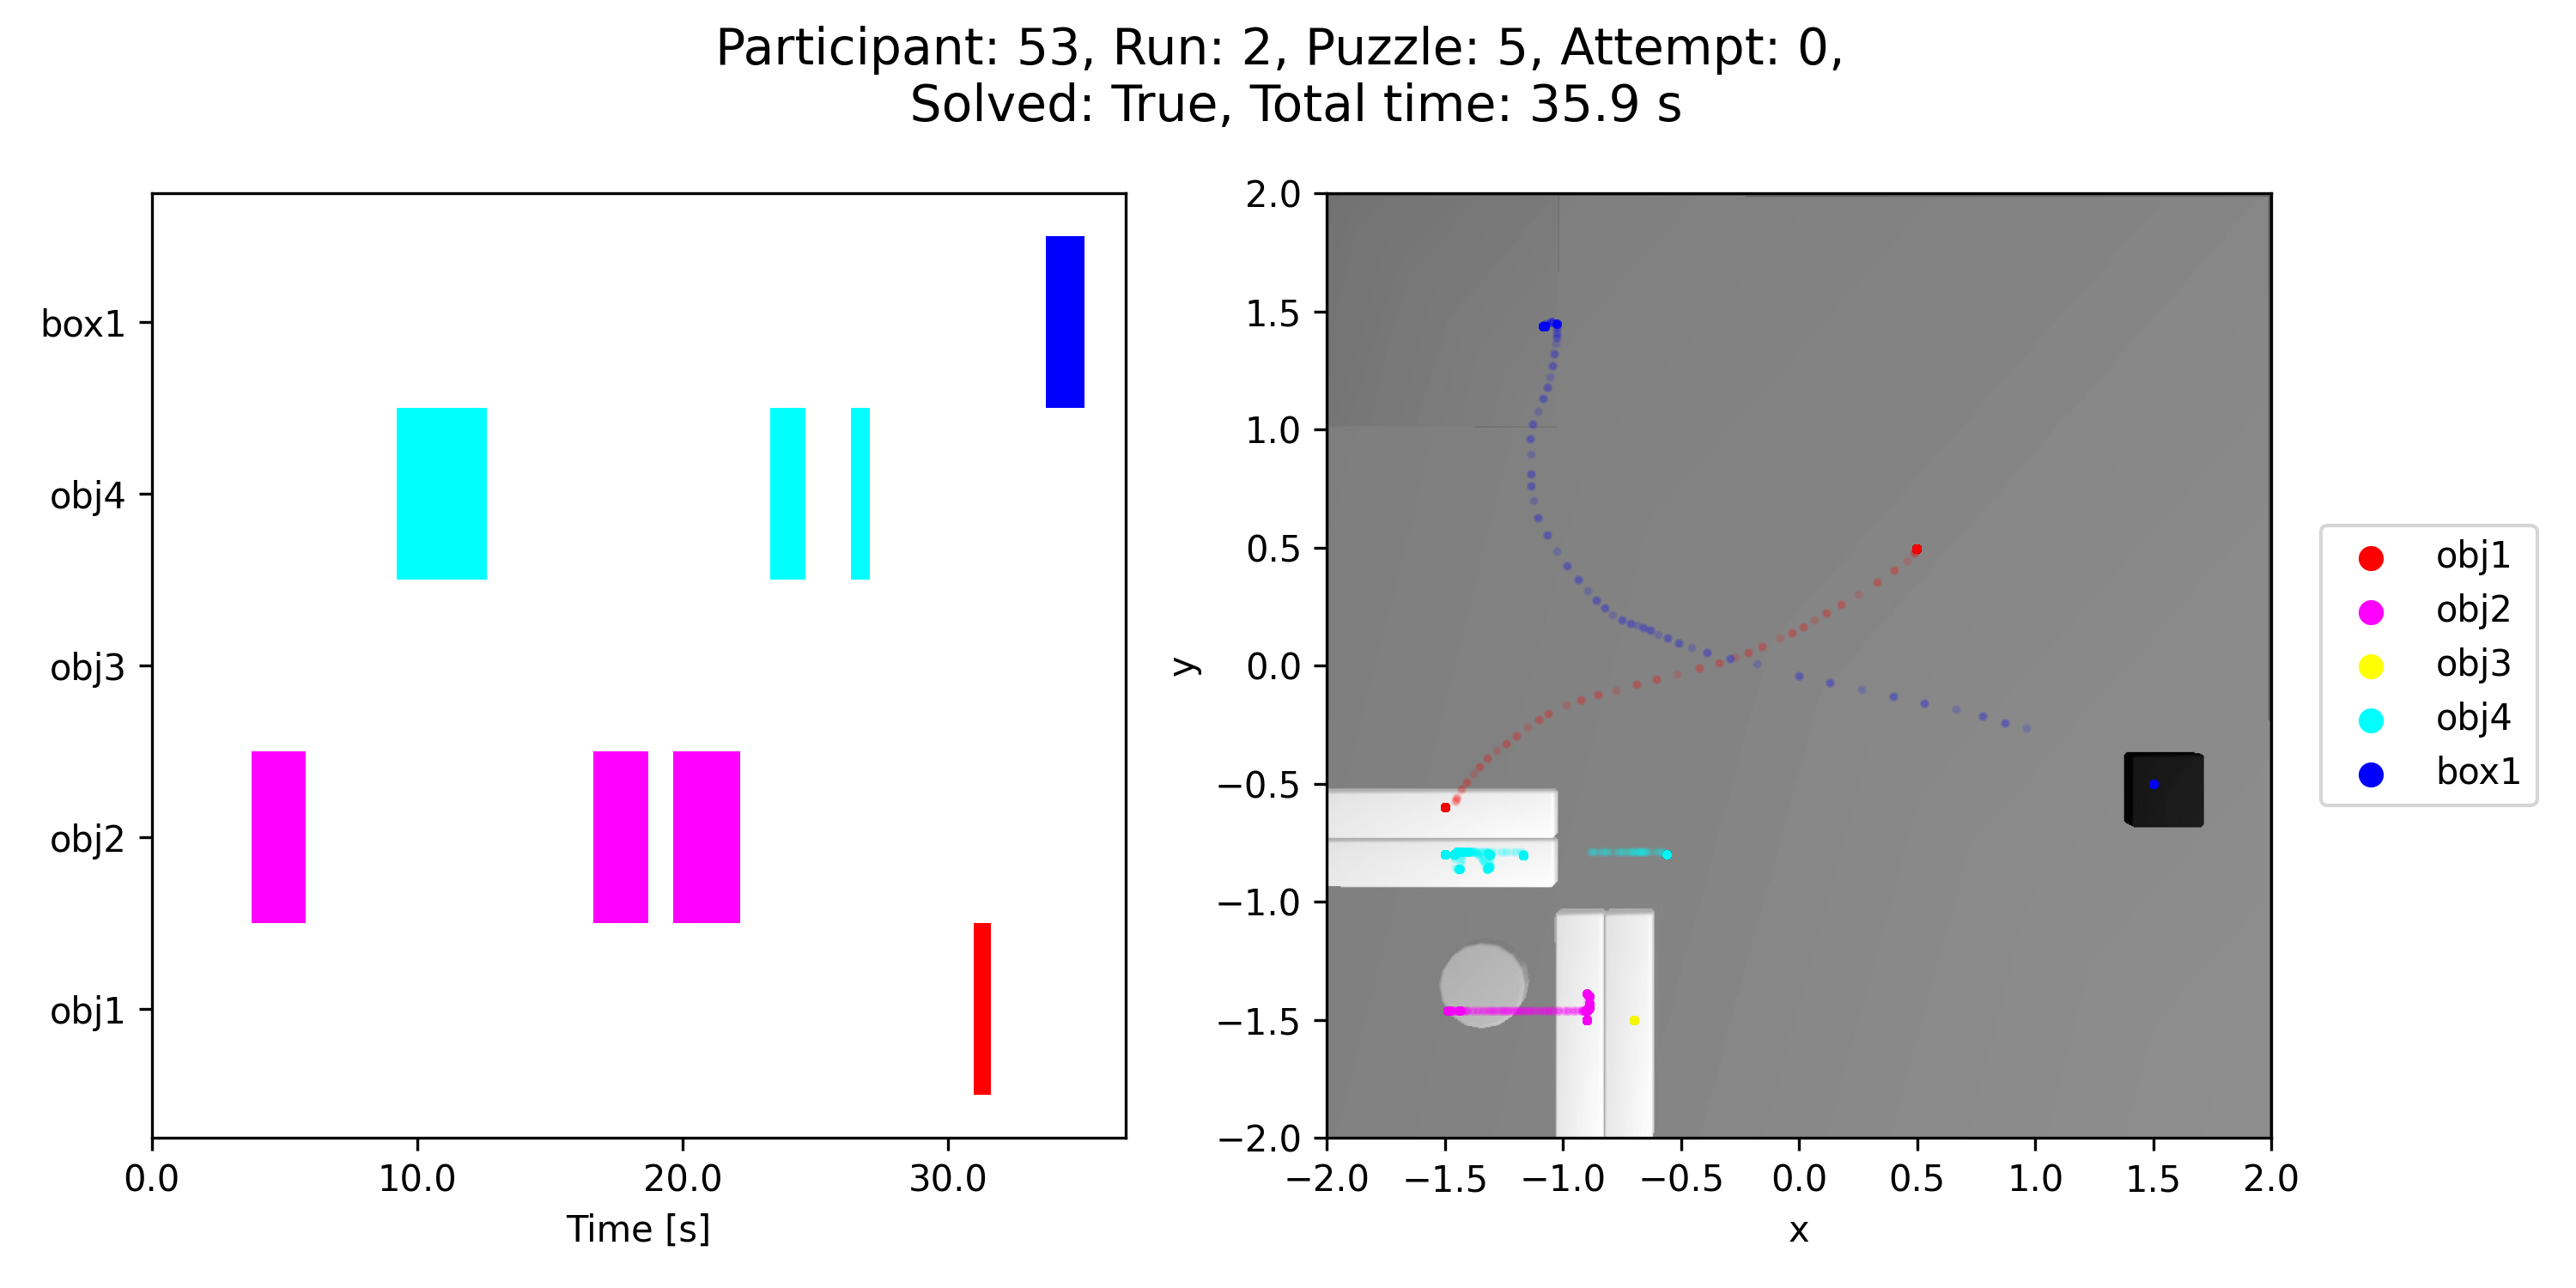 Participant: 53, Run: 2, Puzzle: 5, Attempt: 0,
Solved: True, Total time: 35.9 s
box1
obj4
obj3
obj2
obj1
0.0 10.0 20.0 30.0
Time [s]
2.0
1.5
1.0
0.5
0.0
−0.5
−1.0
−1.5
−2.0
y
−2.0 −1.5 −1.0 −0.5 0.0 0.5 1.0 1.5 2.0
x
obj1
obj2
obj3
obj4
box1